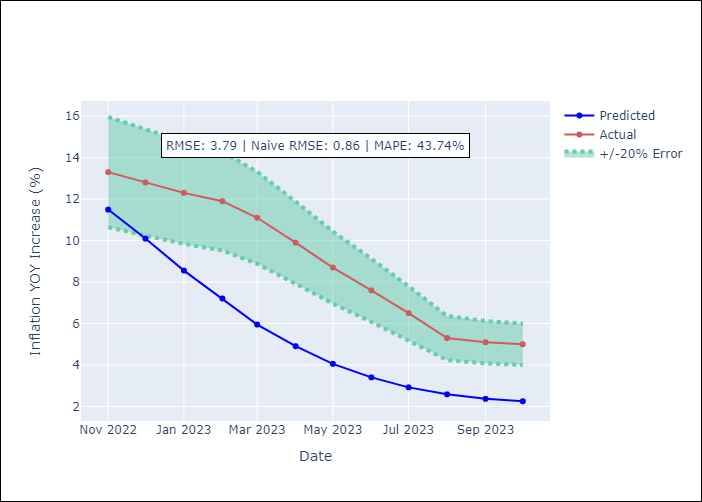 RMSE: 3.79 | Naive RMSE: 0.86 | MAPE: 43.74%
Predicted
Actual
+/-20% Error
Inflation YOY Increase (%)
16
14
12
10
8
6
4
2
Nov 2022 Jan 2023 Mar 2023 May 2023 Jul 2023 Sep 2023
Date